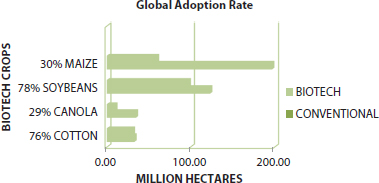 Global Adoption Rate
BIOTECH CROPS
30% MAIZE
78% SOYBEANS
29% CANOLA
76% COTTON
0.00 100.00 200.00
MILLION HECTARES
BIOTECH
CONVENTIONAL